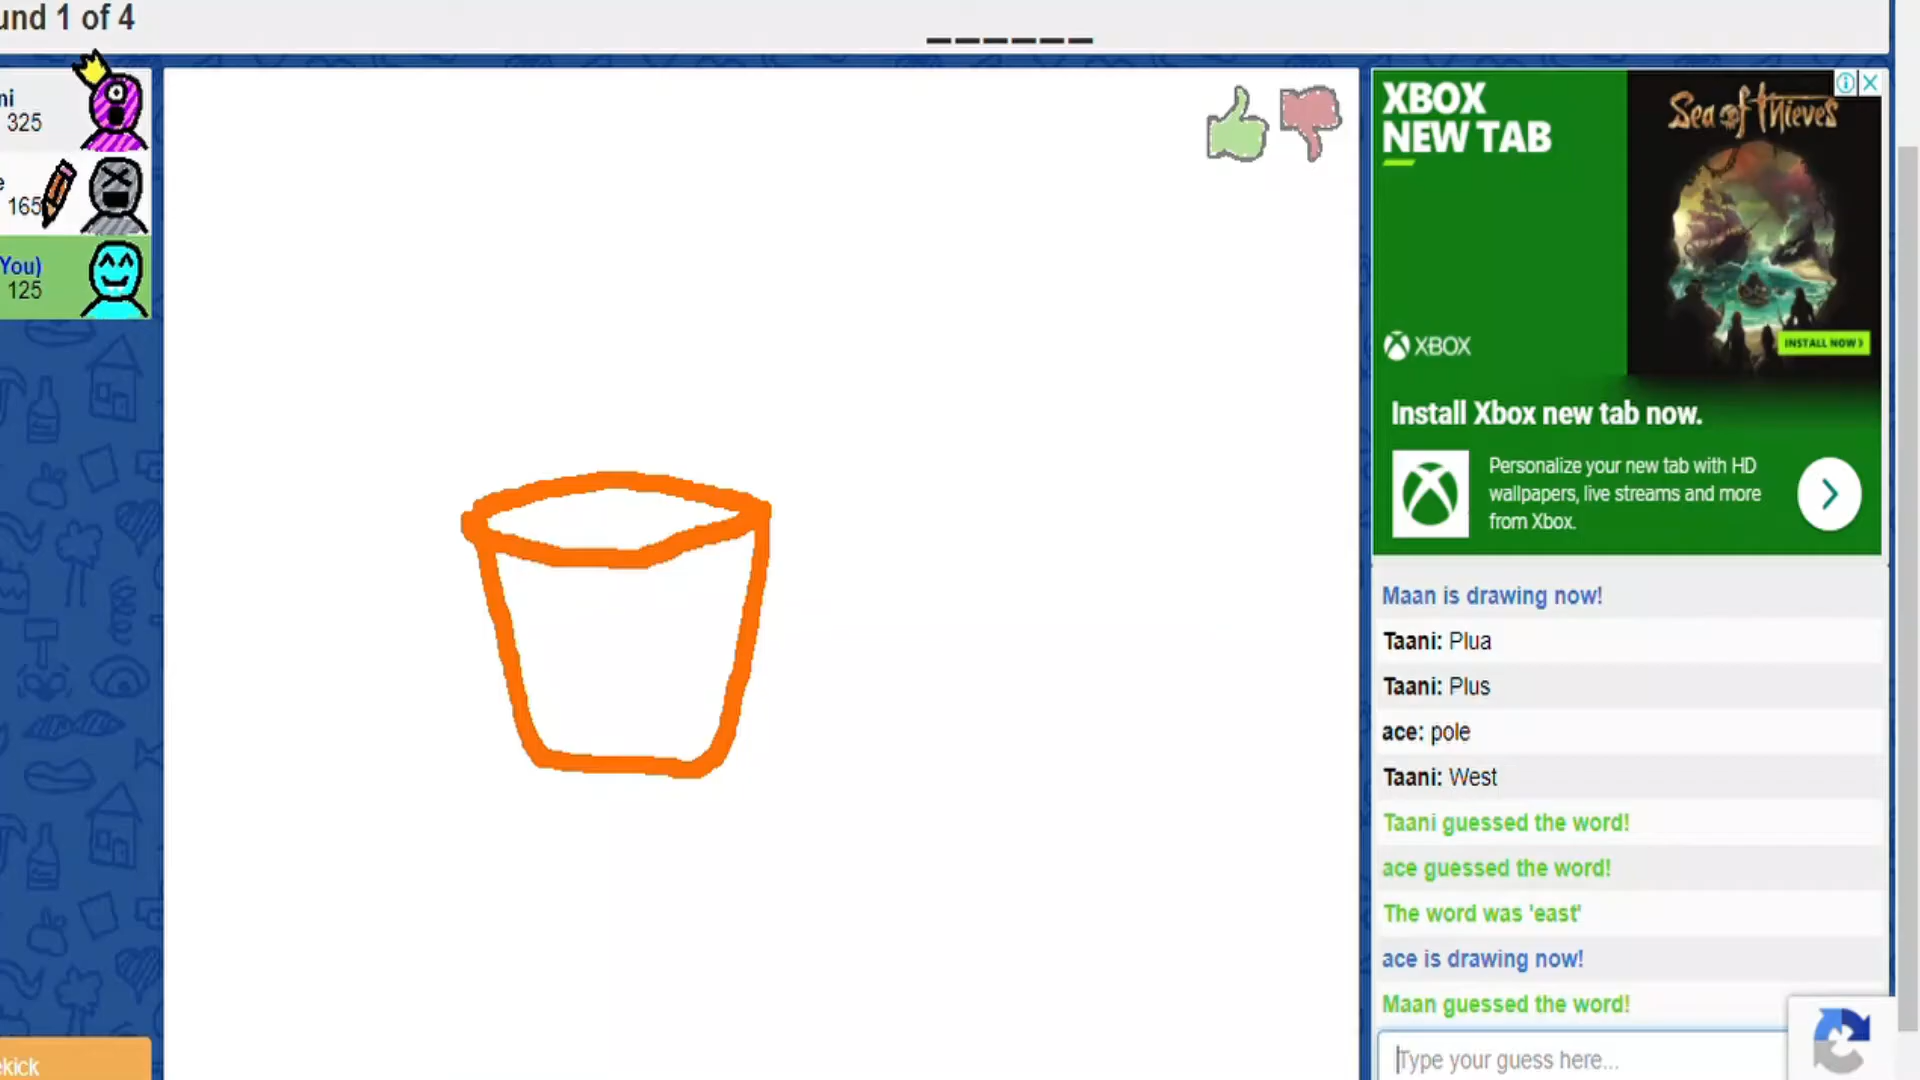 und 1 of 4
______
ni
325
e
165
You)
125
XBOX
NEW TAB
Sea of Thieves
INSTALL NOW >
XBOX
Install Xbox new tab now.
Personalize your new tab with HD
wallpapers, live streams and more
from Xbox.
Maan is drawing now!
Taani: Plua
Taani: Plus
ace: pole
Taani: West
Taani guessed the word!
ace guessed the word!
The word was 'east'
ace is drawing now!
Maan guessed the word!
Type your guess here...
ekick